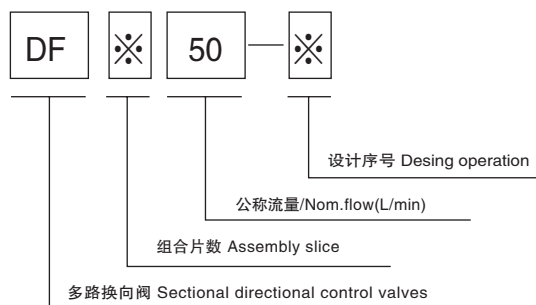 DF ※ 50 — ※
设计序号 Desing operation
公称流量/Nom.flow(L/min)
组合片数 Assembly slice
多路换向阀 Sectional directional control valves